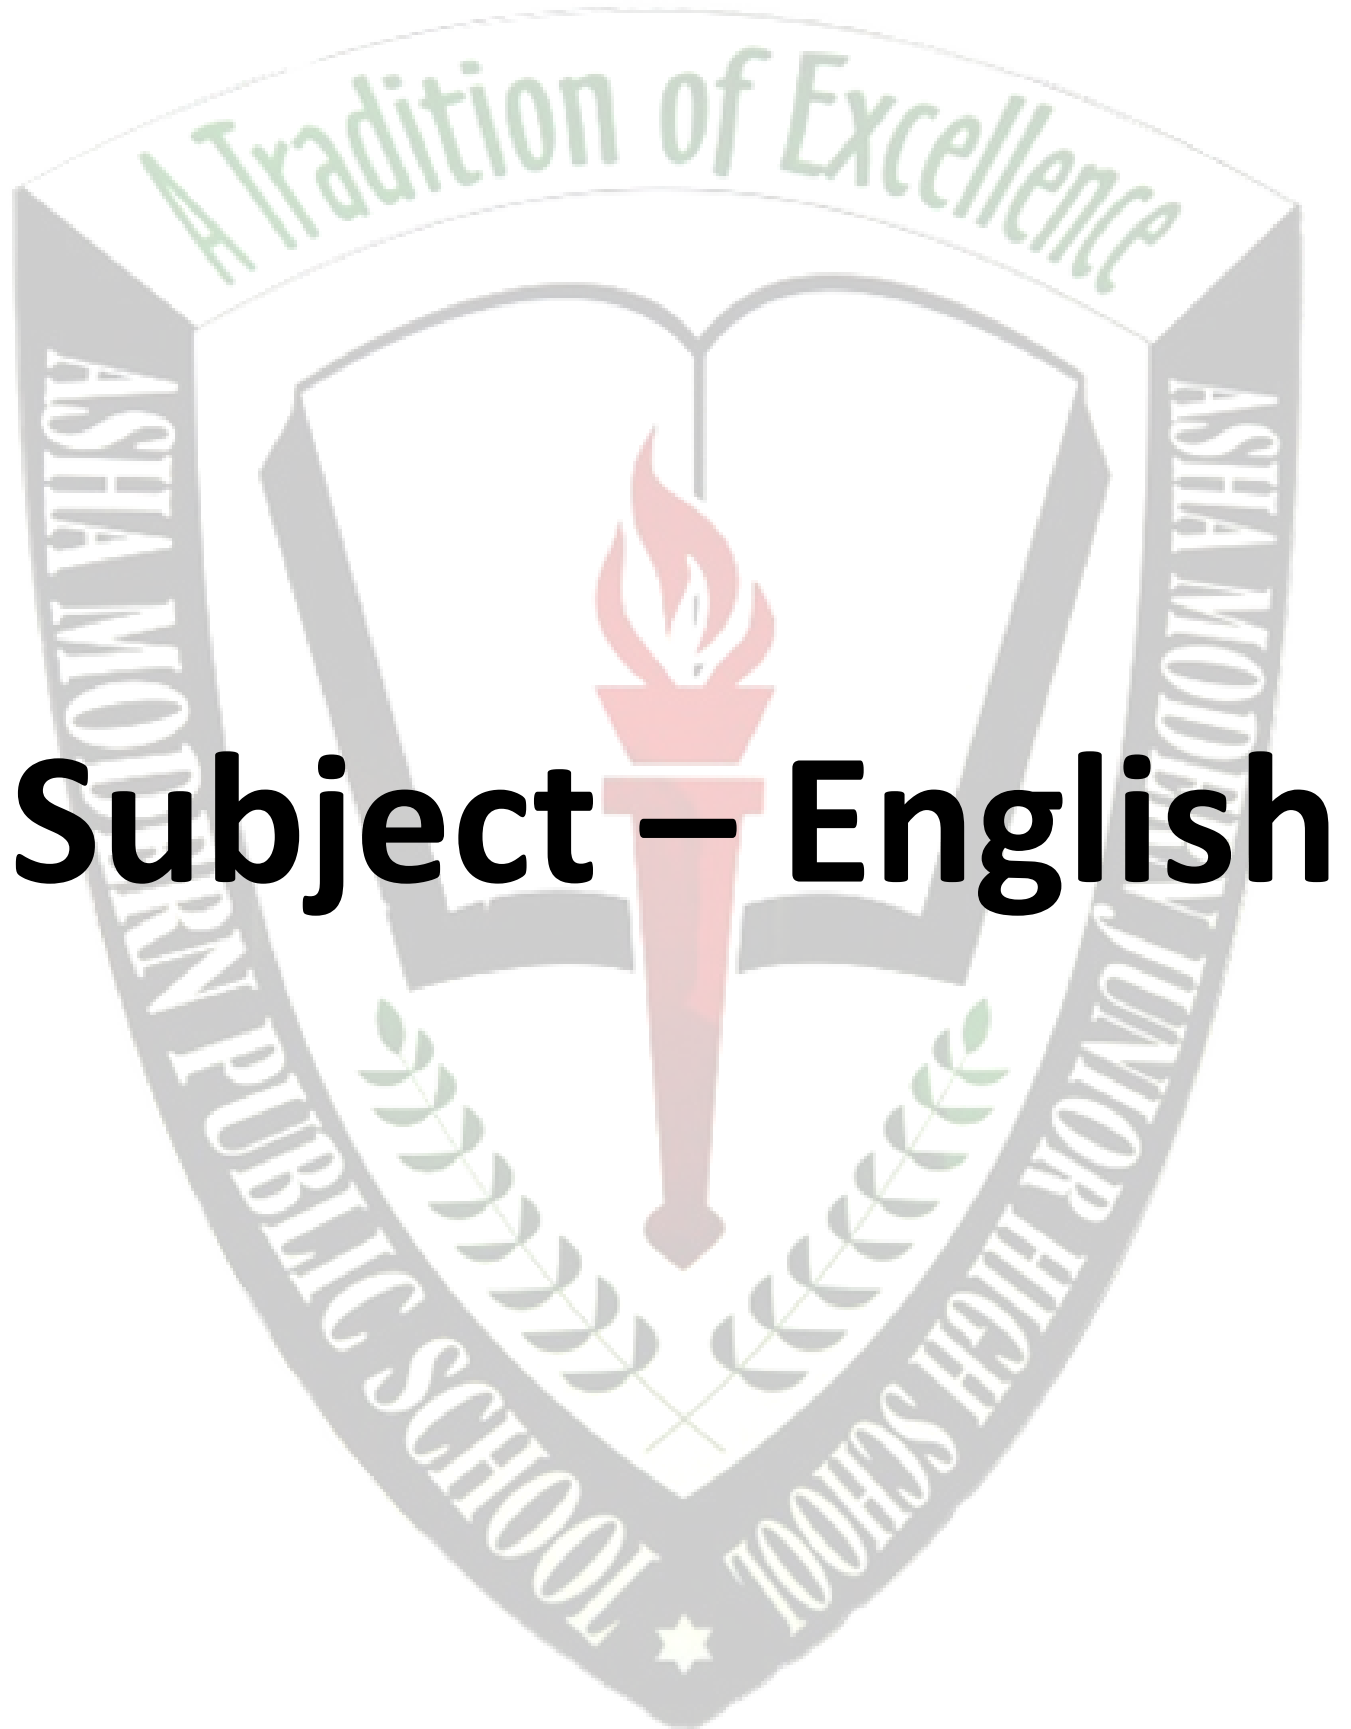 A Tradition of Excellence
ASHA MODERN PUBLIC SCHOOL
ASHA MODERN JUNIOR HIGH SCHOOL
Subject – English